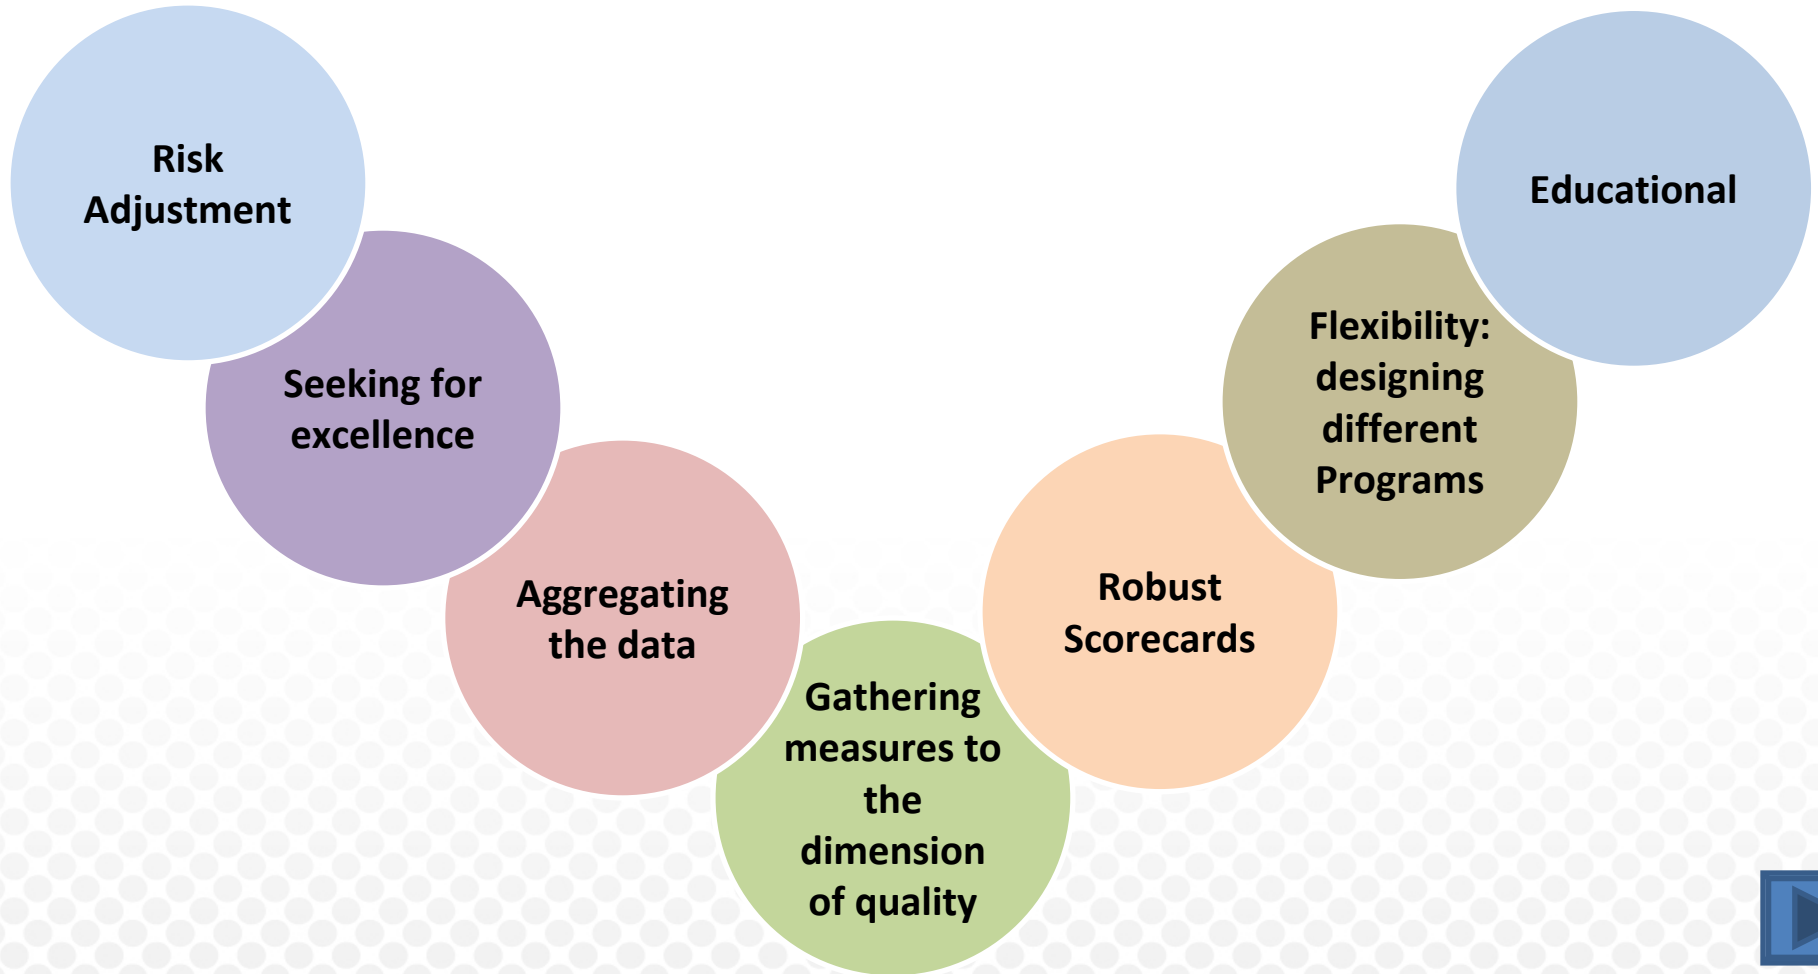 Risk
Adjustment
Seeking for
excellence
Aggregating
the data
Gathering
measures to
the
dimension
of quality
Robust
Scorecards
Flexibility:
designing
different
Programs
Educational